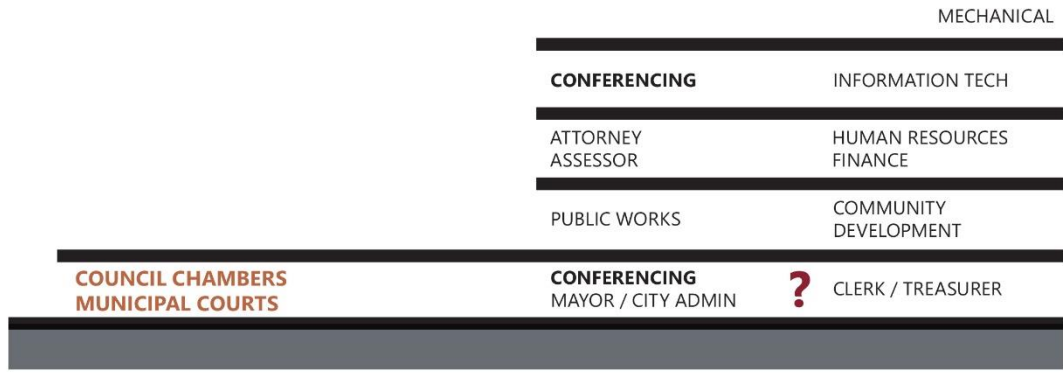 MECHANICAL
CONFERENCING INFORMATION TECH
ATTORNEY HUMAN RESOURCES
ASSESSOR FINANCE
PUBLIC WORKS COMMUNITY
DEVELOPMENT
COUNCIL CHAMBERS CONFERENCING
MUNICIPAL COURTS MAYOR / CITY ADMIN ? CLERK / TREASURER